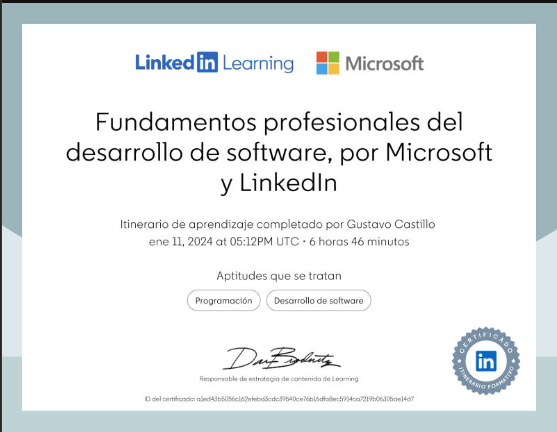 Linked in Learning Microsoft
Fundamentos profesionales del
desarrollo de software, por Microsoft
y LinkedIn
Itinerario de aprendizaje completado por Gustavo Castillo
ene 11, 2024 at 05:12PM UTC • 6 horas 46 minutos
Aptitudes que se tratan
Programación Desarrollo de software
Responsable de estrategia de contenido de Learning
CERTIFICADO
in
ITINERARIO FORMATIVO
ID del certificado: